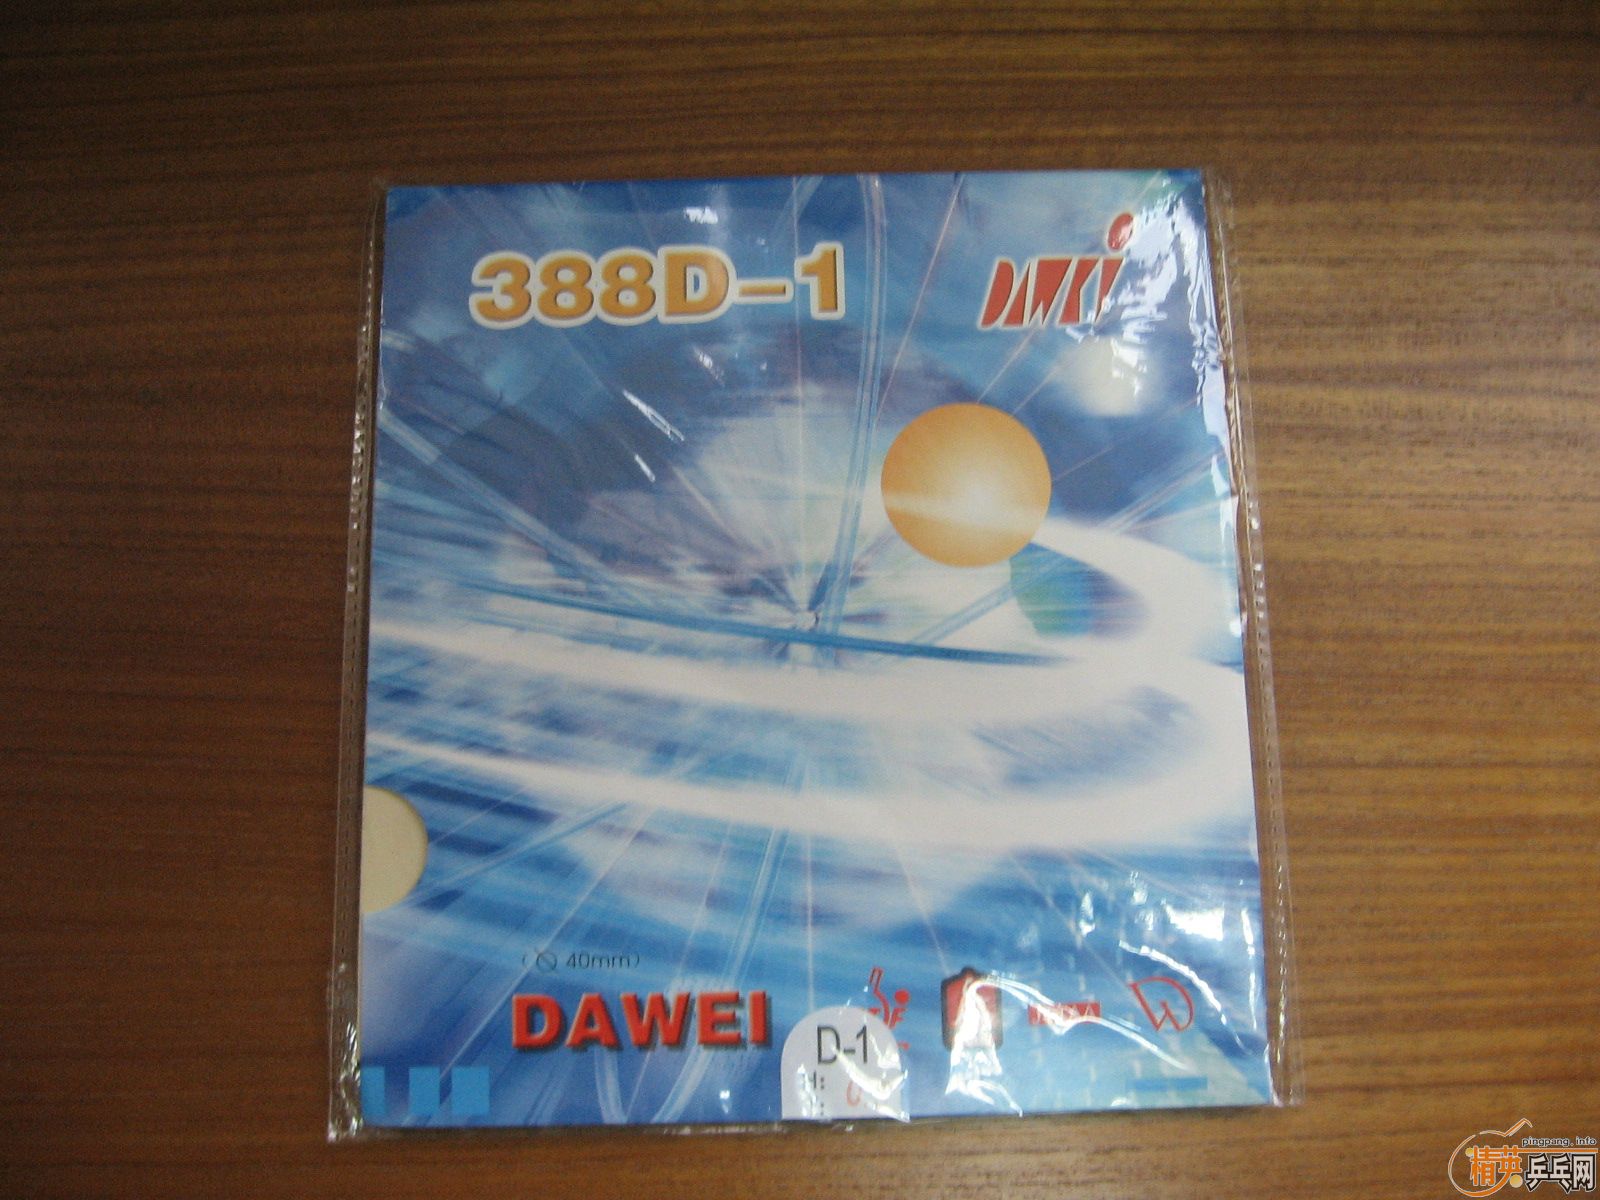 388D-1
DAWKi
(⌀ 40mm)
DAWEI
D-1
H:
pingpang.info
精英乒乓网